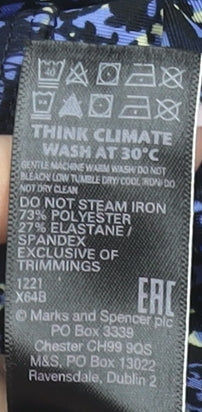 40
THINK CLIMATE
WASH AT 30°C
GENTLE MACHINE WARM WASH/ DO NOT
BLEACH/ LOW TUMBLE DRY/ COOL IRON/ DO
NOT DRY CLEAN
DO NOT STEAM IRON
73% POLYESTER
27% ELASTANE /
SPANDEX
EXCLUSIVE OF
TRIMMINGS
1221
X64B
EAC
© Marks and Spencer plc
PO Box 3339
Chester CH99 9QS
M&S, PO Box 13022
Ravensdale, Dublin 2